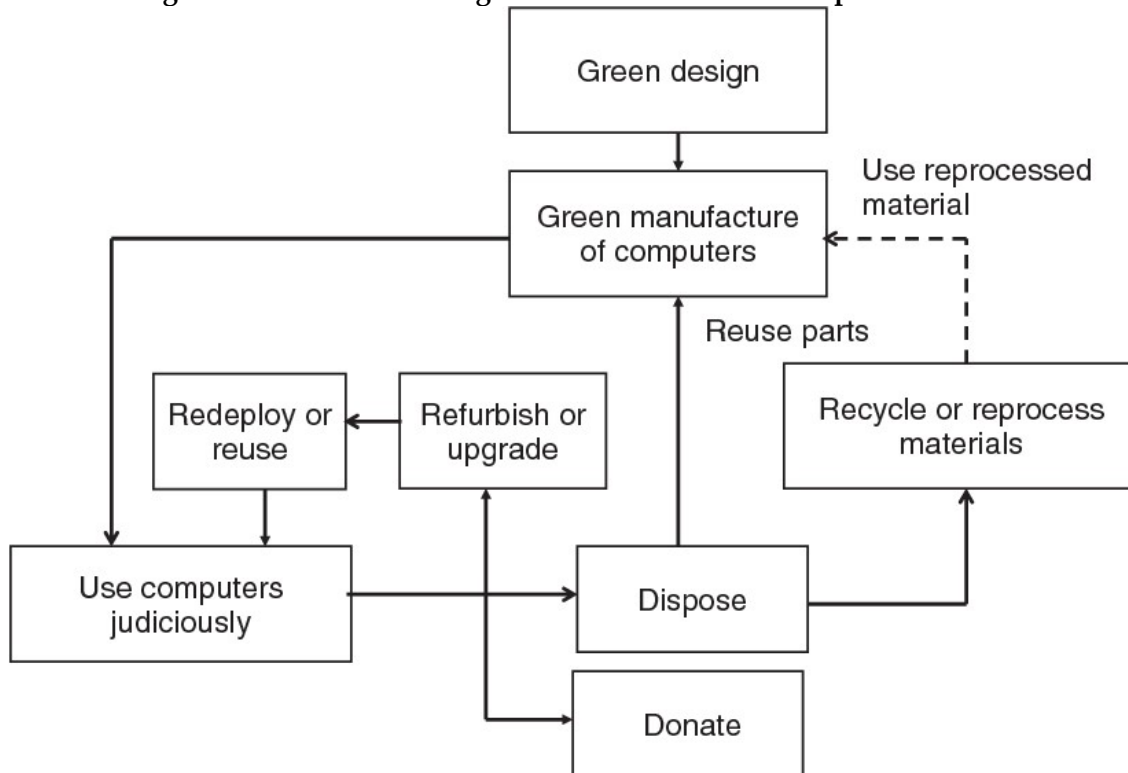 Green design
Use reprocessed
material
Green manufacture
of computers
Reuse parts
Redeploy or
reuse
Refurbish or
upgrade
Recycle or reprocess
materials
Use computers
judiciously
Dispose
Donate